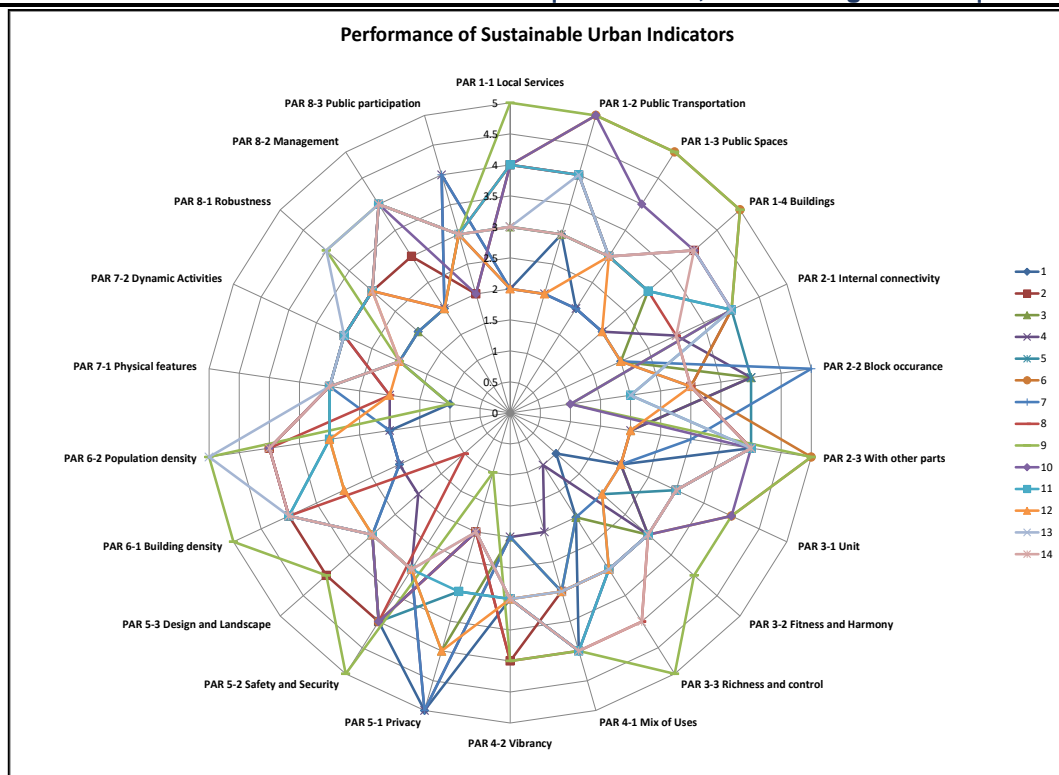 Performance of Sustainable Urban Indicators
PAR 1-1 Local Services
PAR 1-2 Public Transportation
PAR 1-3 Public Spaces
PAR 1-4 Buildings
PAR 2-1 Internal connectivity
PAR 2-2 Block occurance
PAR 2-3 With other parts
PAR 3-1 Unit
PAR 3-2 Fitness and Harmony
PAR 3-3 Richness and control
PAR 4-1 Mix of Uses
PAR 4-2 Vibrancy
PAR 5-1 Privacy
PAR 5-2 Safety and Security
PAR 5-3 Design and Landscape
PAR 6-1 Building density
PAR 6-2 Population density
PAR 7-1 Physical features
PAR 7-2 Dynamic Activities
PAR 8-1 Robustness
PAR 8-2 Management
PAR 8-3 Public participation
5
4.5
4
3.5
3
2.5
2
1.5
1
0.5
0
1
2
3
4
5
6
7
8
9
10
11
12
13
14